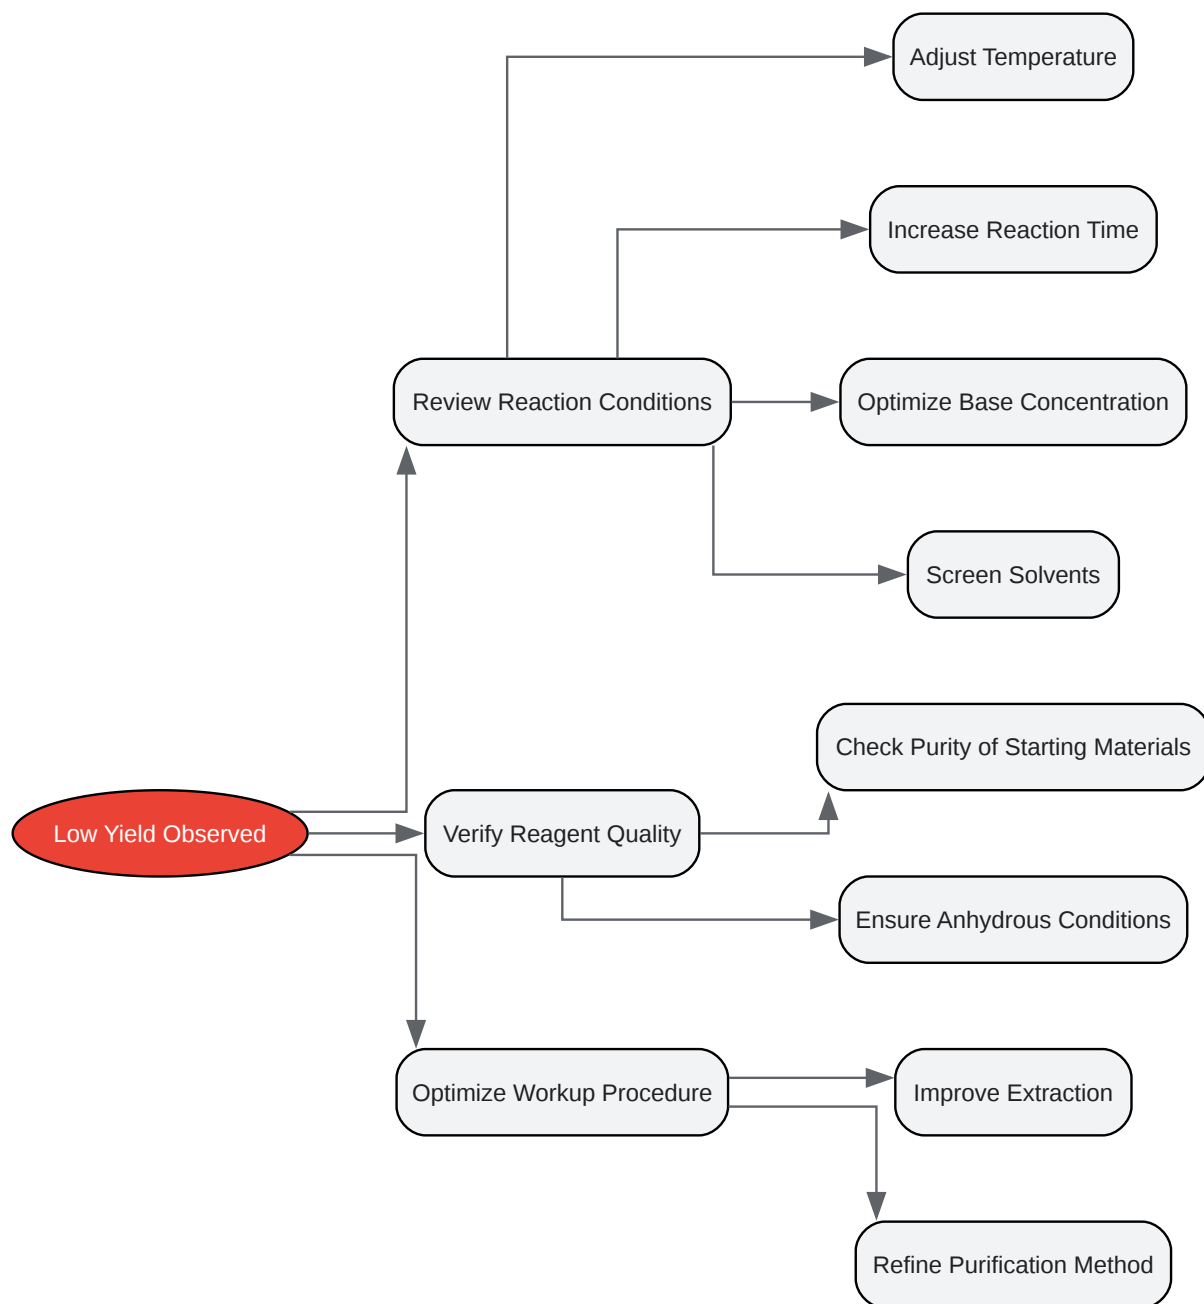 Low Yield Observed
Review Reaction Conditions
Adjust Temperature
Increase Reaction Time
Optimize Base Concentration
Screen Solvents
Verify Reagent Quality
Check Purity of Starting Materials
Ensure Anhydrous Conditions
Optimize Workup Procedure
Improve Extraction
Refine Purification Method